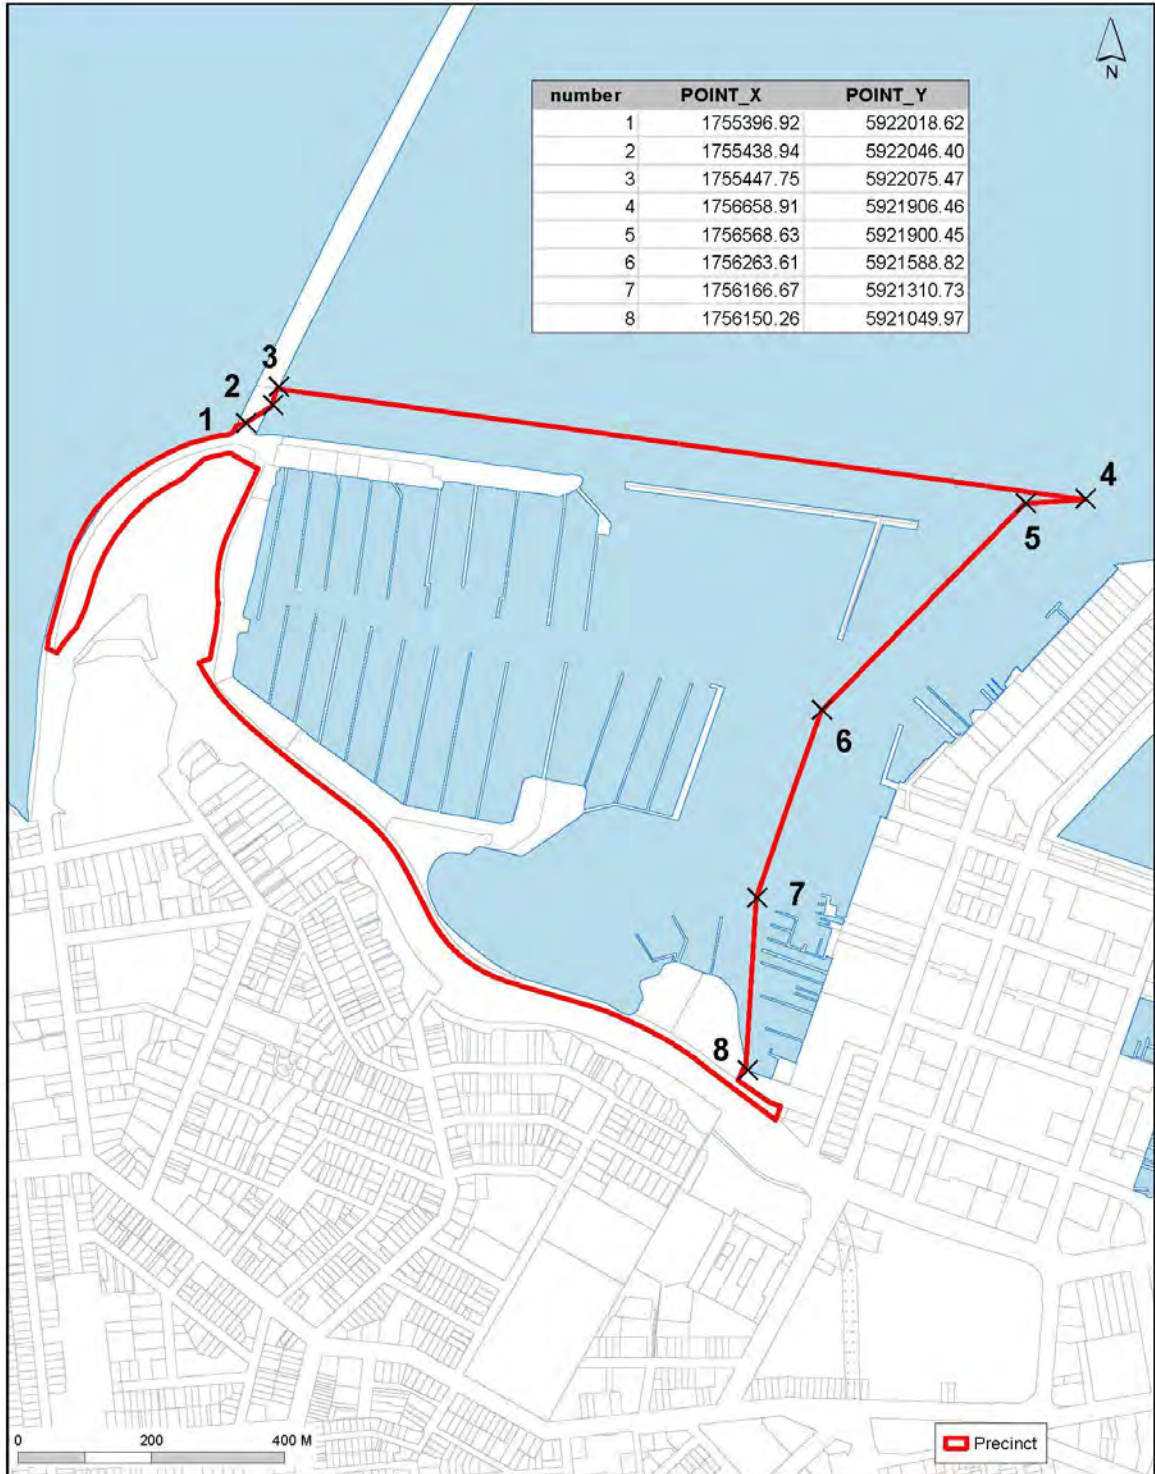 N
number POINT_X POINT_Y
1 1755396.92 5922018.62
2 1755438.94 5922046.40
3 1755447.75 5922075.47
4 1756658.91 5921906.46
5 1756568.63 5921900.45
6 1756263.61 5921588.82
7 1756166.67 5921310.73
8 1756150.26 5921049.97
3
2
1
4
5
6
7
8
0 200 400 M
Precinct